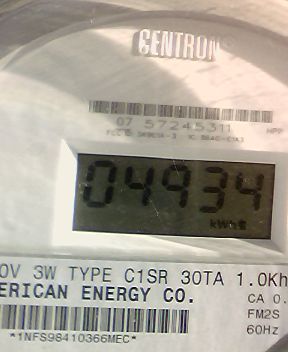 CENTRON®
07 57245311 HPP
04934
kWh
0V 3W TYPE C1SR 30TA 1.0Kh
ERICAN ENERGY CO.
CA 0.
FM2S
60Hz
*1NFS98410366MEC*